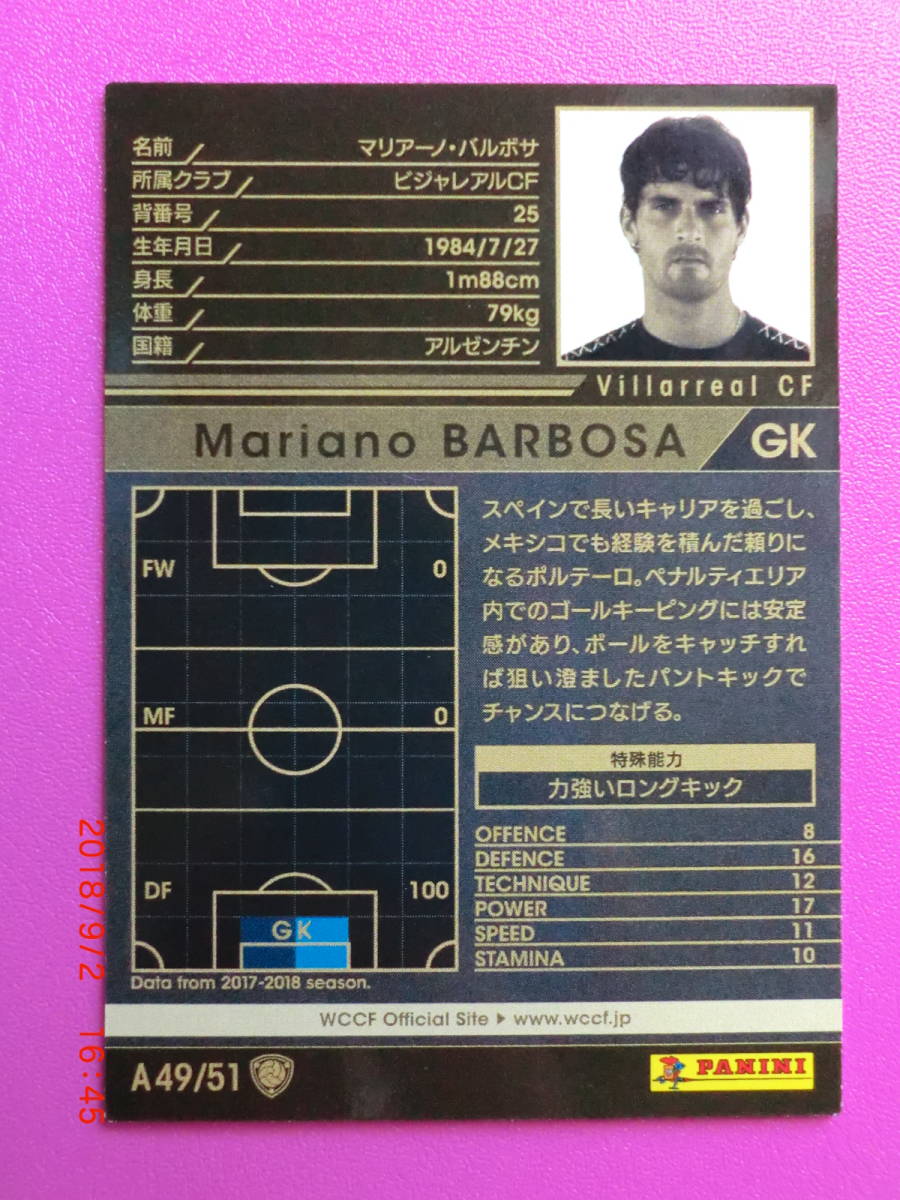 名前 マリアーノ・バルボサ
所属クラブ ビジャレアルCF
背番号 25
生年月日 1984/7/27
身長 1m88cm
体重 79kg
国籍 アルゼンチン
Villarreal CF
Mariano BARBOSA GK
FW 0
MF 0
DF 100
GK
Data from 2017-2018 season.
スペインで長いキャリアを過ごし、
メキシコでも経験を積んだ頼りに
なるポルテーロ。ペナルティエリア
内でのゴールキーピングには安定
感があり、ボールをキャッチすれ
ば狙い澄ましたパントキックで
チャンスにつなげる。
特殊能力
力強いロングキック
OFFENCE 8
DEFENCE 16
TECHNIQUE 12
POWER 17
SPEED 11
STAMINA 10
WCCF Official Site ▶ www.wccf.jp
A49/51
PANINI
2018/9/2 16:45